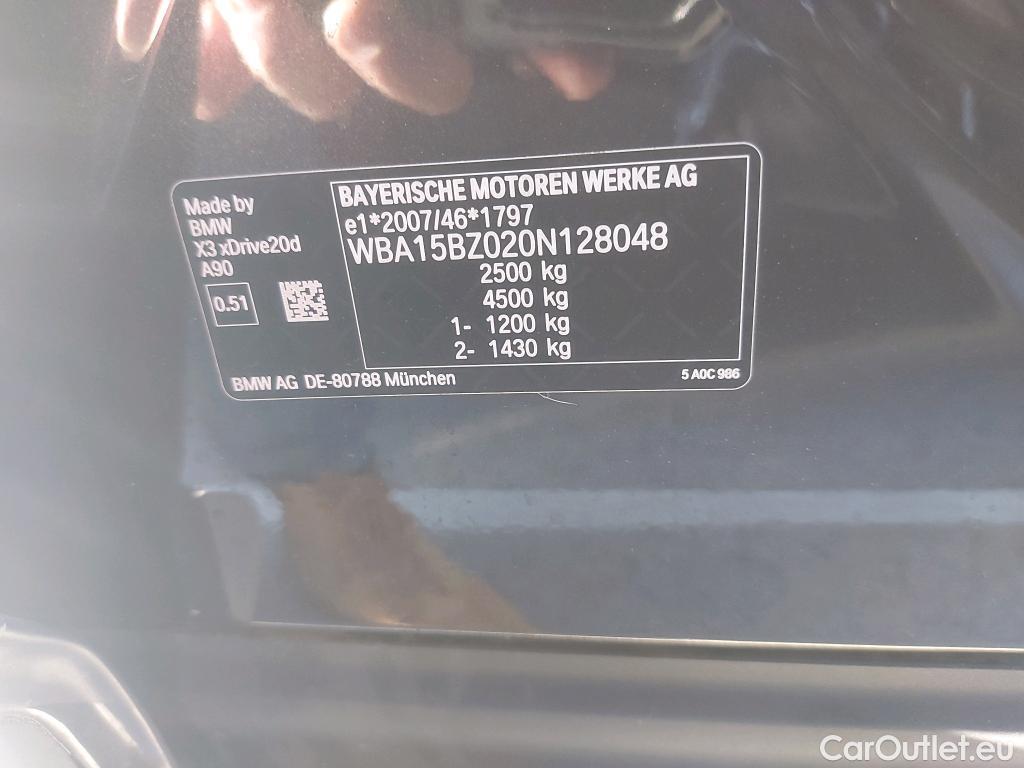 Made by
BMW
X3 xDrive20d
A90
0.51
BAYERISCHE MOTOREN WERKE AG
e1*2007/46*1797
WBA15BZ020N128048
2500 kg
4500 kg
1- 1200 kg
2- 1430 kg
BMW AG DE-80788 München
5 A0C 986
CarOutlet.eu